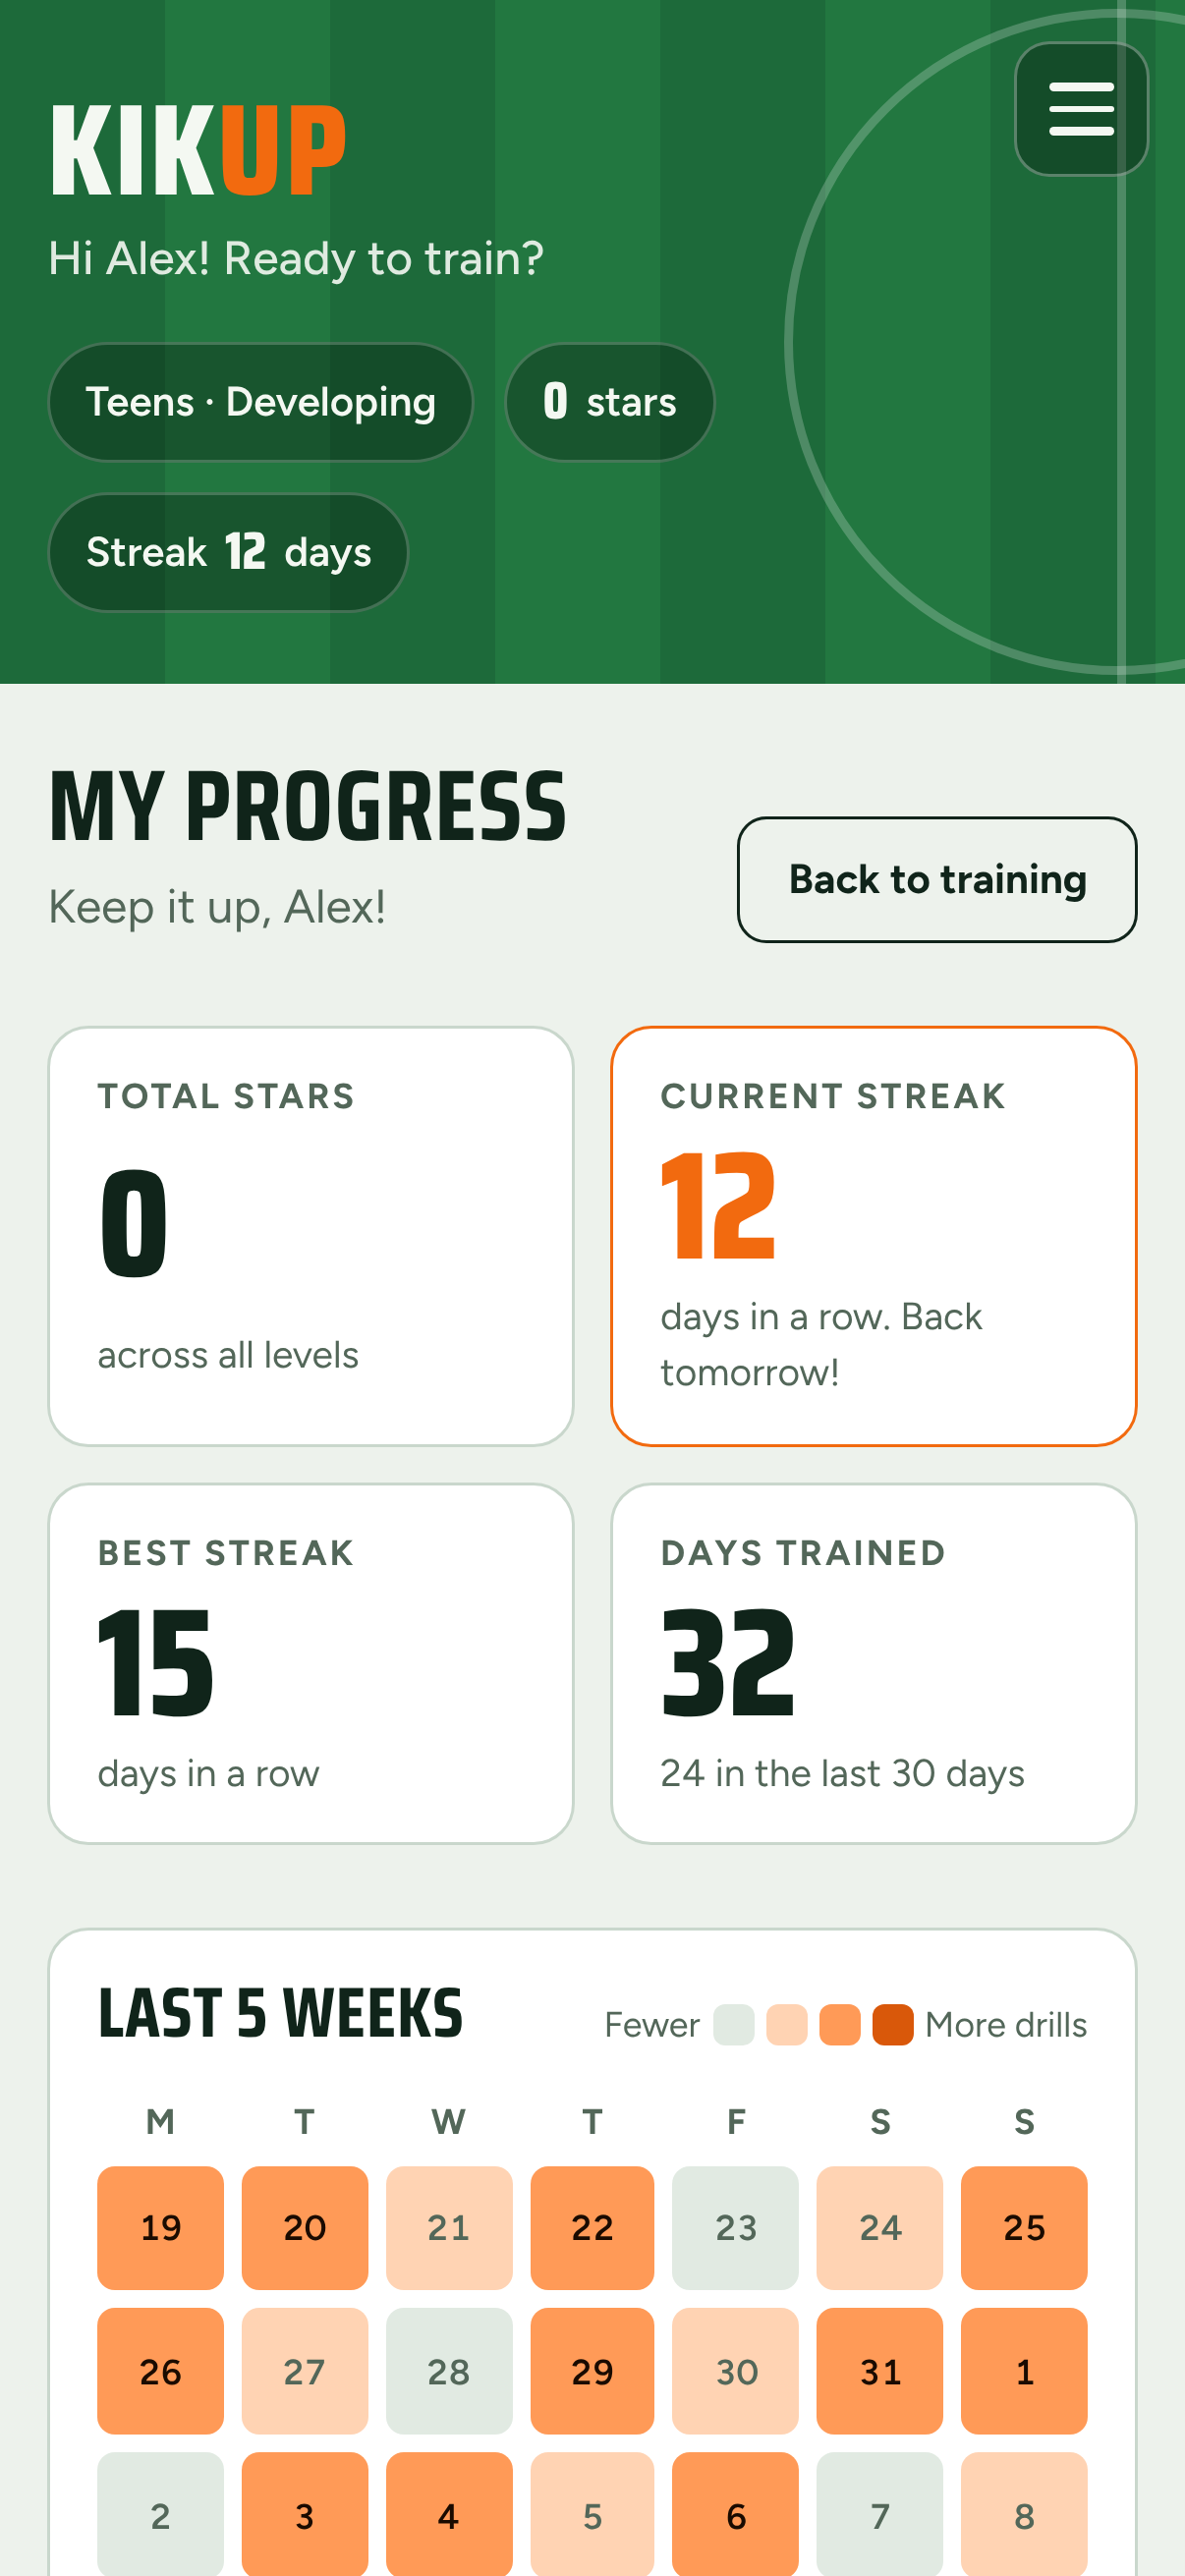 KIKUP
Hi Alex! Ready to train?
Teens · Developing
0 stars
Streak 12 days
MY PROGRESS
Keep it up, Alex!
Back to training
TOTAL STARS
0
across all levels
CURRENT STREAK
12
days in a row. Back
tomorrow!
BEST STREAK
15
days in a row
DAYS TRAINED
32
24 in the last 30 days
LAST 5 WEEKS
Fewer More drills
M T W T F S S
19 20 21 22 23 24 25
26 27 28 29 30 31 1
2 3 4 5 6 7 8